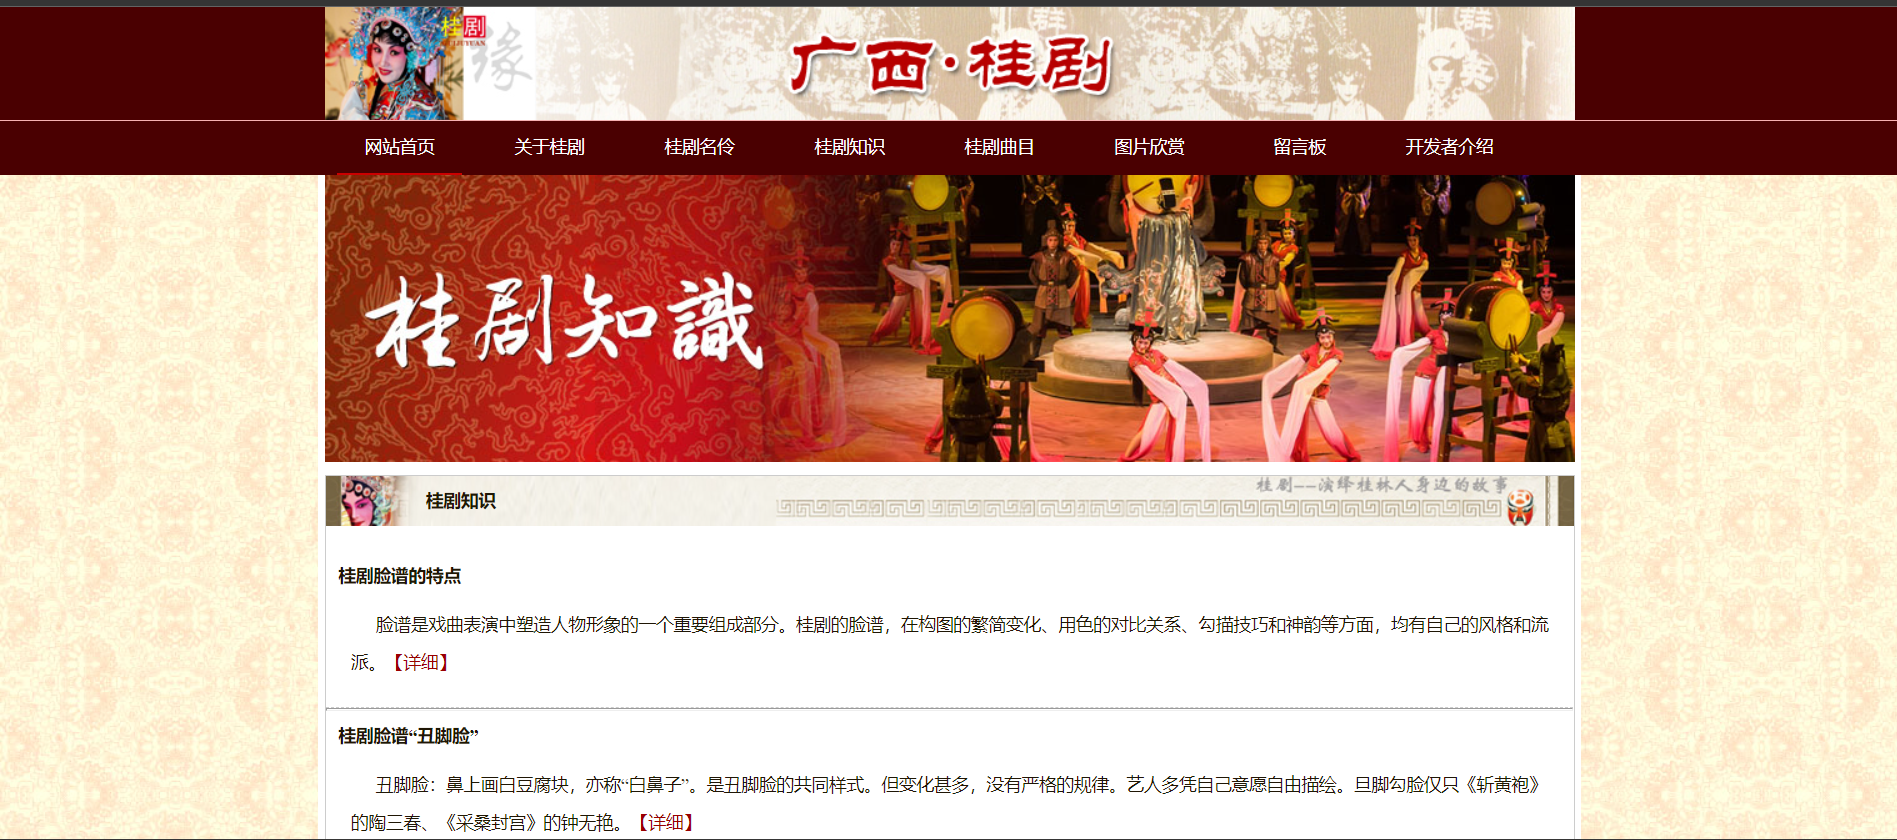 桂剧
缘
群
英
群
英
广西·桂剧
网站首页 关于桂剧 桂剧名伶 桂剧知识 桂剧曲目 图片欣赏 留言板 开发者介绍
桂剧知識
桂剧知识
桂剧--演绎桂林人身边的故事
桂剧脸谱的特点
脸谱是戏曲表演中塑造人物形象的一个重要组成部分。桂剧的脸谱，在构图的繁简变化、用色的对比关系、勾描技巧和神韵等方面，均有自己的风格和流
派。【详细】
桂剧脸谱“丑脚脸”
丑脚脸：鼻上画白豆腐块，亦称“白鼻子”。是丑脚脸的共同样式。但变化甚多，没有严格的规律。艺人多凭自己意愿自由描绘。旦脚勾脸仅只《斩黄袍》
的陶三春、《采桑封宫》的钟无艳。【详细】